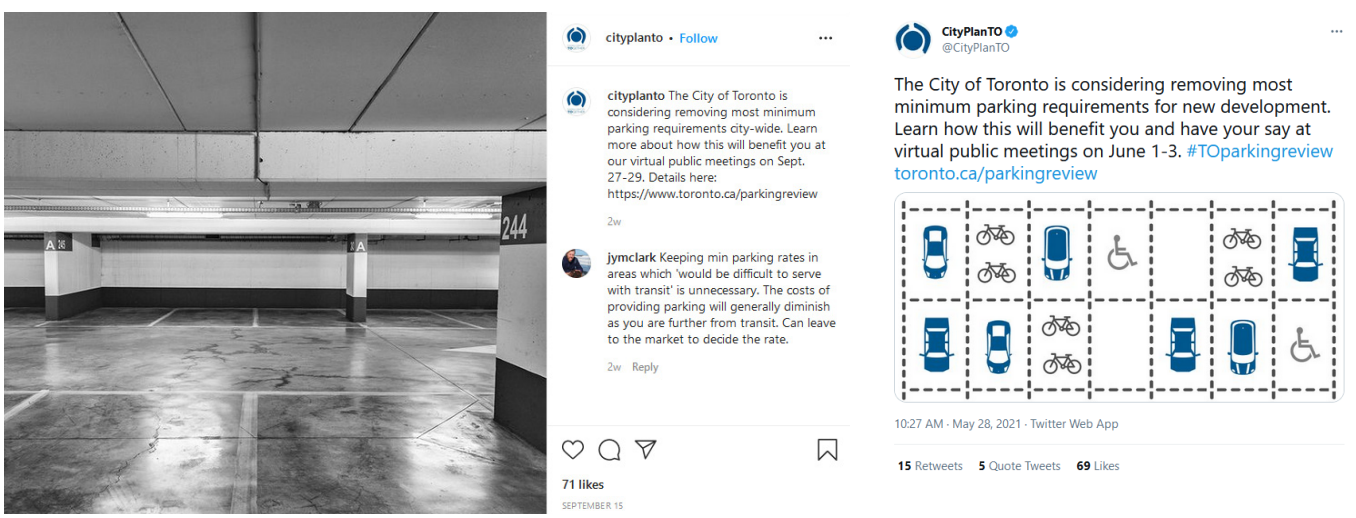 A 245
A
244
cityplanto • Follow
cityplanto The City of Toronto is
considering removing most minimum
parking requirements city-wide. Learn
more about how this will benefit you at
our virtual public meetings on Sept.
27-29. Details here:
https://www.toronto.ca/parkingreview
2w
jymclark Keeping min parking rates in
areas which 'would be difficult to serve
with transit' is unnecessary. The costs of
providing parking will generally diminish
as you are further from transit. Can leave
to the market to decide the rate.
2w Reply
71 likes
SEPTEMBER 15
CityPlanTO
@CityPlanTO
The City of Toronto is considering removing most
minimum parking requirements for new development.
Learn how this will benefit you and have your say at
virtual public meetings on June 1-3. #TOparkingreview
toronto.ca/parkingreview
10:27 AM · May 28, 2021 · Twitter Web App
15 Retweets 5 Quote Tweets 69 Likes